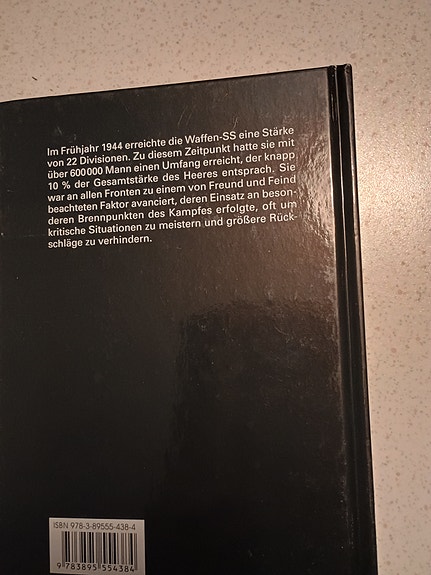 Im Frühjahr 1944 erreichte die Waffen-SS eine Stärke
von 22 Divisionen. Zu diesem Zeitpunkt hatte sie mit
über 600000 Mann einen Umfang erreicht, der knapp
10 % der Gesamtstärke des Heeres entsprach. Sie
war an allen Fronten zu einem von Freund und Feind
beachteten Faktor avanciert, deren Einsatz an beson-
deren Brennpunkten des Kampfes erfolgte, oft um
kritische Situationen zu meistern und größere Rück-
schläge zu verhindern.
ISBN 978-3-89555-438-4
9 783895 554384